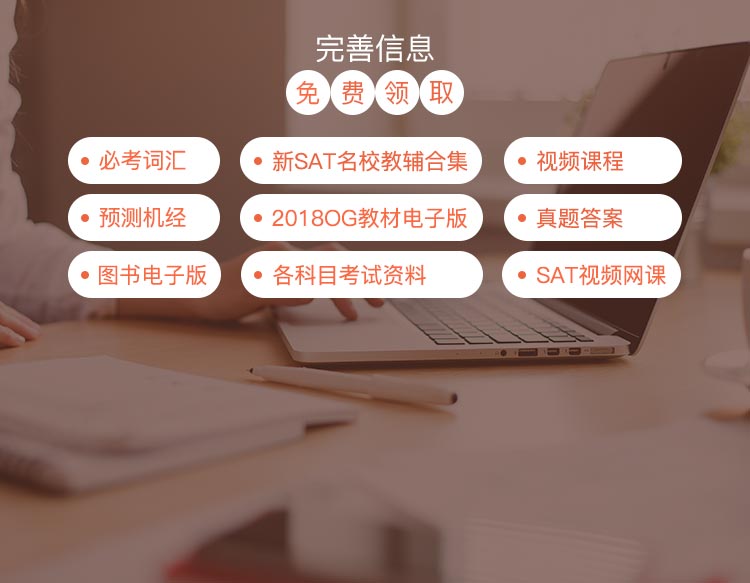 完善信息
免费领取
必考词汇 新SAT名校教辅合集 视频课程
预测机经 2018OG教材电子版 真题答案
图书电子版 各科目考试资料 SAT视频网课